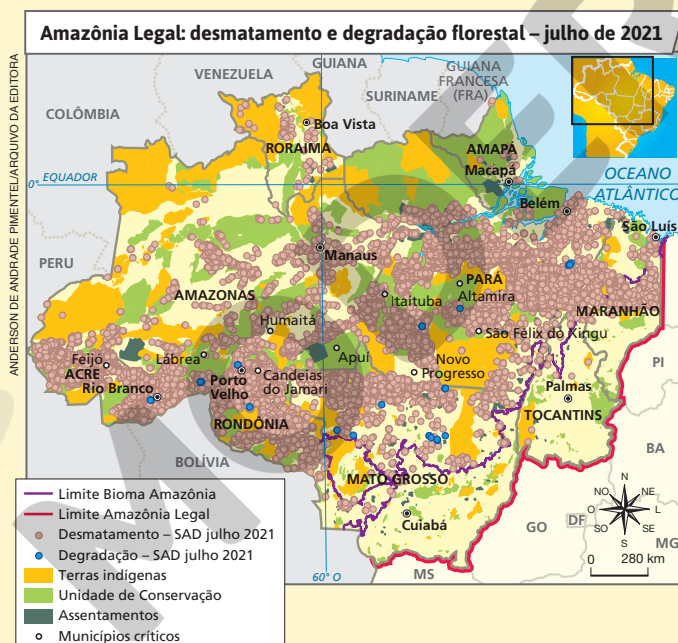 Amazônia Legal: desmatamento e degradação florestal – julho de 2021
ANDERSON DE ANDRADE PIMENTEL/ARQUIVO DA EDITORA
VENEZUELA
GUIANA
GUIANA
FRANCESA
(FRA)
SURINAME
COLÔMBIA
Boa Vista
RORAIMA
AMAPÁ
Macapá
0°
EQUADOR
OCEANO
ATLÂNTICO
Belém
São Luís
Manaus
PERU
PARÁ
AMAZONAS
Itaituba
Altamira
MARANHÃO
Humaitá
São Félix do Xingu
Feijó
Lábrea
Apuí
Novo
Progresso
PI
ACRE
Rio Branco
Porto
Velho
Candeias
do Jamari
Palmas
TOCANTINS
RONDÔNIA
BOLÍVIA
BA
MATO GROSSO
Cuiabá
GO
DF
MG
MS
60° O
N
NO
NE
O
L
SO
SE
S
0
280 km
Limite Bioma Amazônia
Limite Amazônia Legal
Desmatamento – SAD julho 2021
Degradação – SAD julho 2021
Terras indígenas
Unidade de Conservação
Assentamentos
Municípios críticos